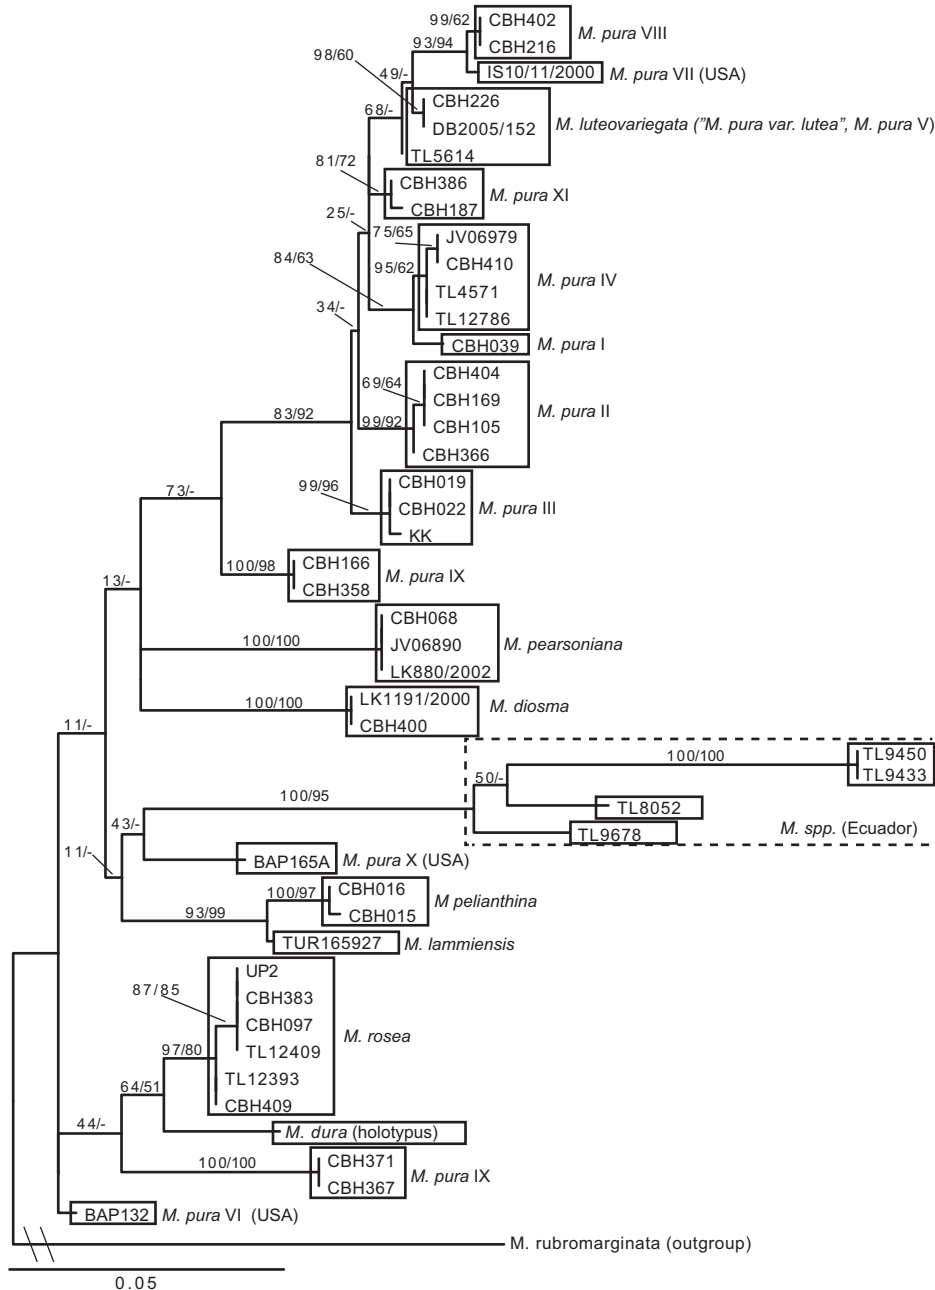 99/62
CBH402
CBH216
M. pura VIII
93/94
IS10/11/2000
M. pura VII (USA)
98/60
49/-
CBH226
DB2005/152
TL5614
M. luteovariegata (”M. pura var. lutea”, M. pura V)
68/-
81/72
CBH386
CBH187
M. pura XI
25/-
75/65
JV06979
CBH410
TL4571
TL12786
M. pura IV
84/63
95/62
CBH039
M. pura I
34/-
69/64
CBH404
CBH169
CBH105
CBH366
M. pura II
99/92
83/92
99/96
CBH019
CBH022
KK
M. pura III
73/-
100/98
CBH166
CBH358
M. pura IX
13/-
CBH068
JV06890
LK880/2002
M. pearsoniana
100/100
LK1191/2000
CBH400
M. diosma
100/100
11/-
100/100
TL9450
TL9433
50/-
TL8052
TL9678
M. spp. (Ecuador)
100/95
43/-
BAP165A
M. pura X (USA)
11/-
100/97
CBH016
CBH015
M pelianthina
93/99
TUR165927
M. lammiensis
87/85
UP2
CBH383
CBH097
TL12409
TL12393
CBH409
M. rosea
97/80
64/51
M. dura (holotypus)
44/-
100/100
CBH371
CBH367
M. pura IX
BAP132
M. pura VI (USA)
M. rubromarginata (outgroup)
0.05